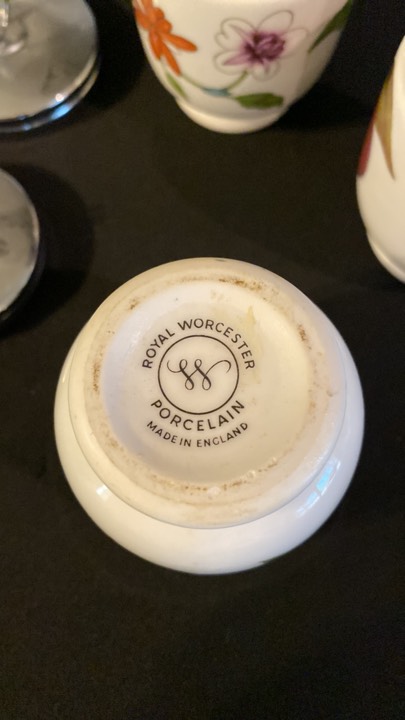 ROYAL WORCESTER
W
PORCELAIN
MADE IN ENGLAND